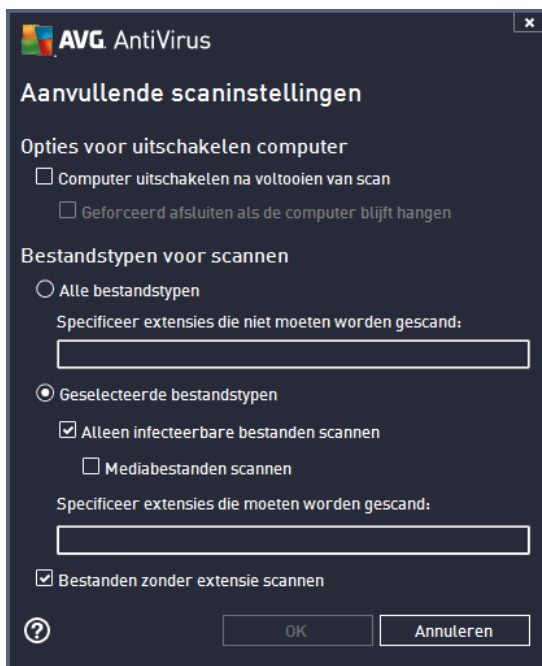 AVG. AntiVirus
x
Aanvullende scaninstellingen
Opties voor uitschakelen computer
Computer uitschakelen na voltooien van scan
Geforceerd afsluiten als de computer blijft hangen
Bestandstypen voor scannen
Alle bestandstypen
Specificeer extensies die niet moeten worden gescand:
Geselecteerde bestandstypen
Alleen infecteerbare bestanden scannen
Mediabestanden scannen
Specificeer extensies die moeten worden gescand:
Bestanden zonder extensie scannen
?
OK
Annuleren